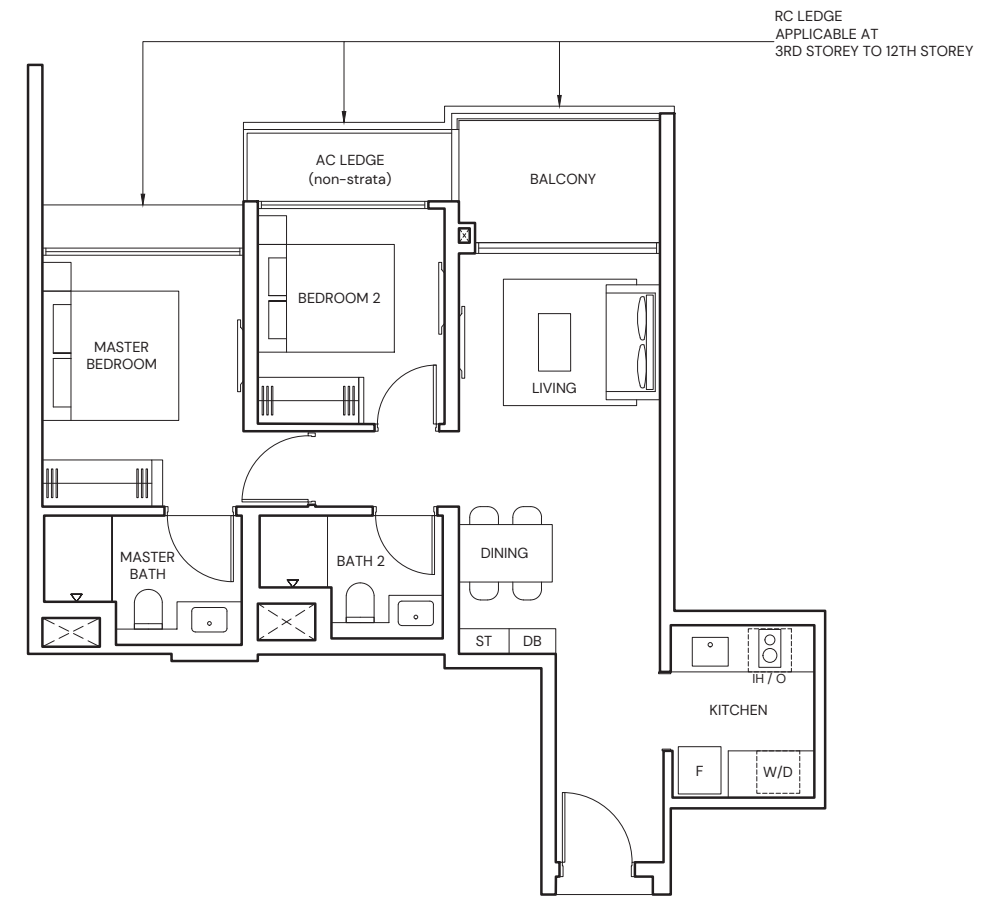 RC LEDGE
APPLICABLE AT
3RD STOREY TO 12TH STOREY
AC LEDGE
(non-strata)
BALCONY
BEDROOM 2
MASTER
BEDROOM
LIVING
MASTER
BATH
BATH 2
DINING
ST
DB
IH / O
KITCHEN
F
W/D